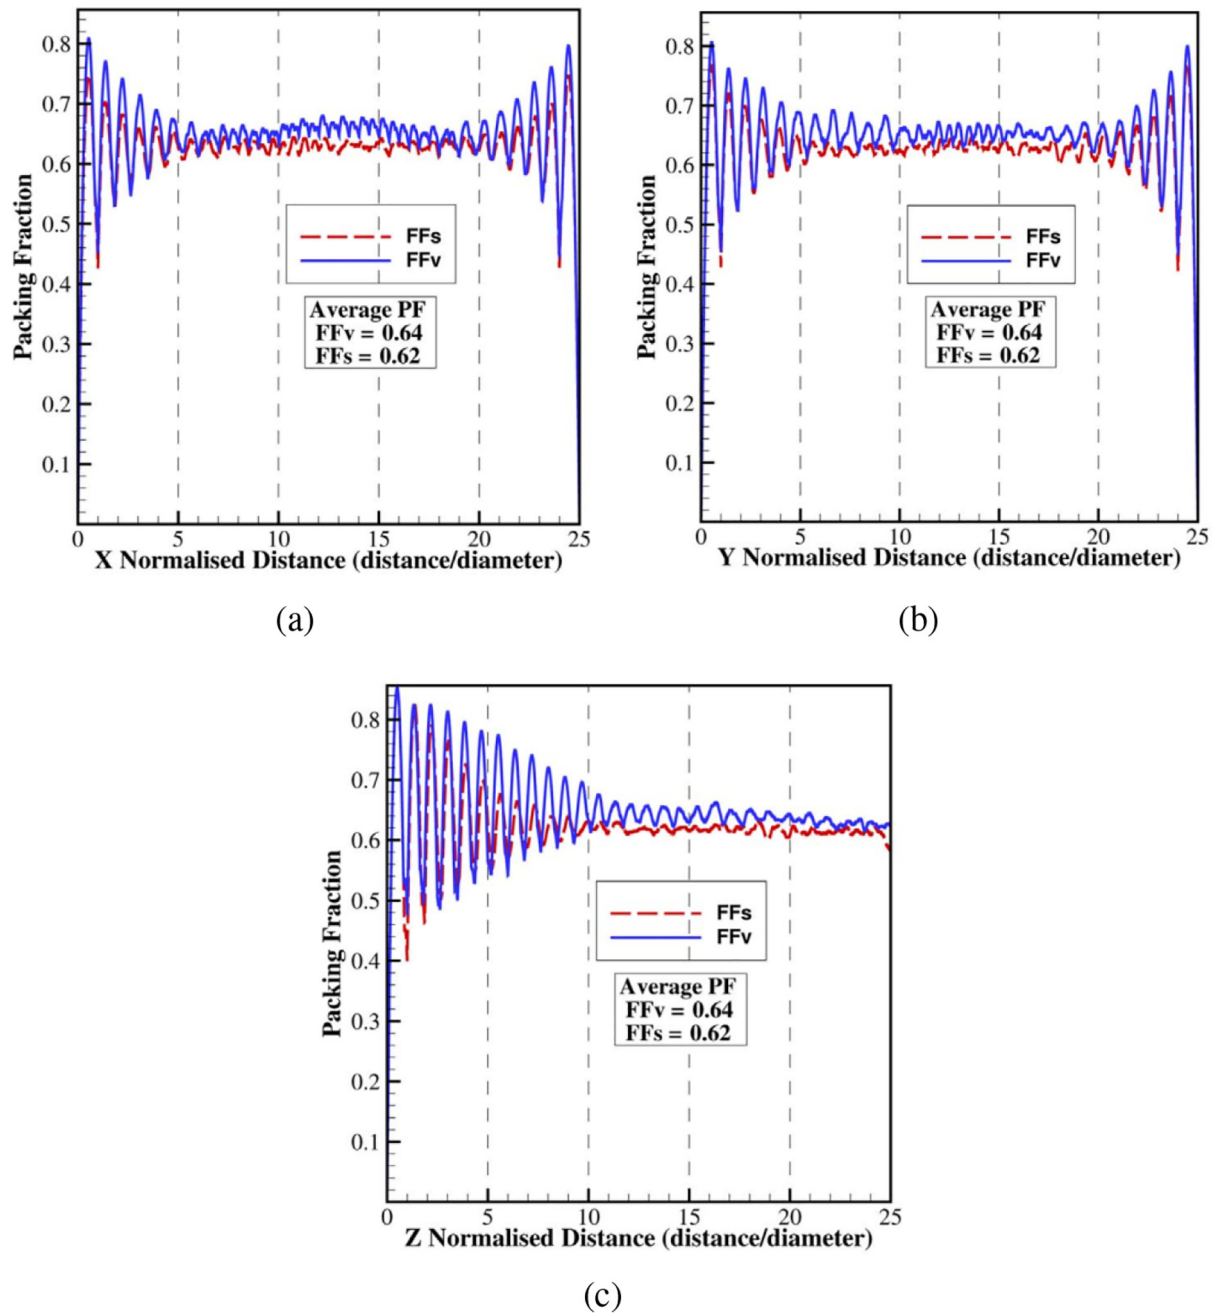 0.8
0.7
0.6
0.5
0.4
0.3
0.2
0.1
Packing Fraction
FFs
FFv
Average PF
FFv = 0.64
FFs = 0.62
0 5 10 15 20 25
X Normalised Distance (distance/diameter)
(a)
0.8
0.7
0.6
0.5
0.4
0.3
0.2
0.1
Packing Fraction
FFs
FFv
Average PF
FFv = 0.64
FFs = 0.62
0 5 10 15 20 25
Y Normalised Distance (distance/diameter)
(b)
0.8
0.7
0.6
0.5
0.4
0.3
0.2
0.1
Packing Fraction
FFs
FFv
Average PF
FFv = 0.64
FFs = 0.62
0 5 10 15 20 25
Z Normalised Distance (distance/diameter)
(c)